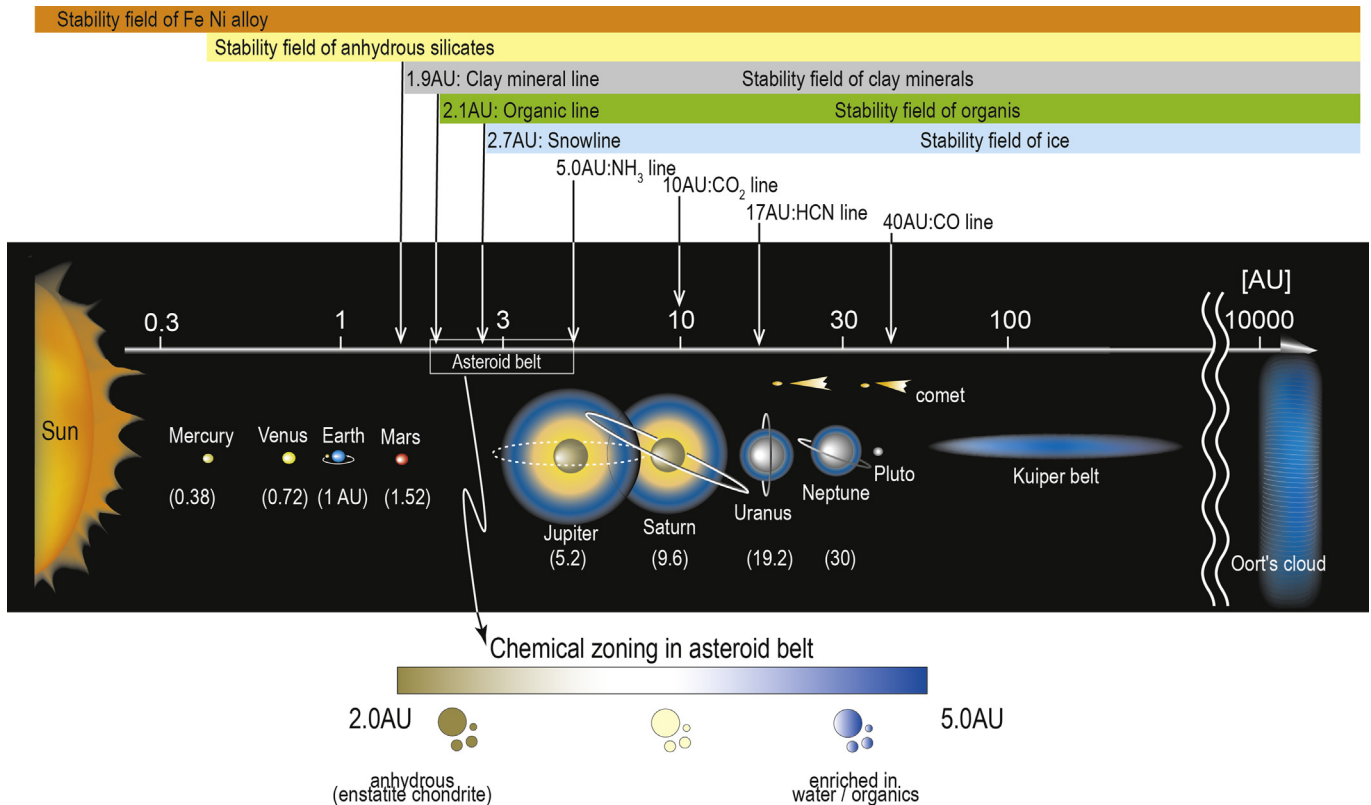 Stability field of Fe Ni alloy
Stability field of anhydrous silicates
1.9AU: Clay mineral line Stability field of clay minerals
2.1AU: Organic line Stability field of organis
2.7AU: Snowline Stability field of ice
5.0AU:NH₃ line
10AU:CO₂ line
17AU:HCN line
40AU:CO line
[AU]
0.3 1 3 10 30 100 10000
Asteroid belt
comet
Sun
Mercury Venus Earth Mars
(0.38) (0.72) (1 AU) (1.52)
Jupiter Saturn Uranus Neptune Pluto
(5.2) (9.6) (19.2) (30)
Kuiper belt
Oort's cloud
Chemical zoning in asteroid belt
2.0AU 5.0AU
anhydrous
(enstatite chondrite)
enriched in
water / organics